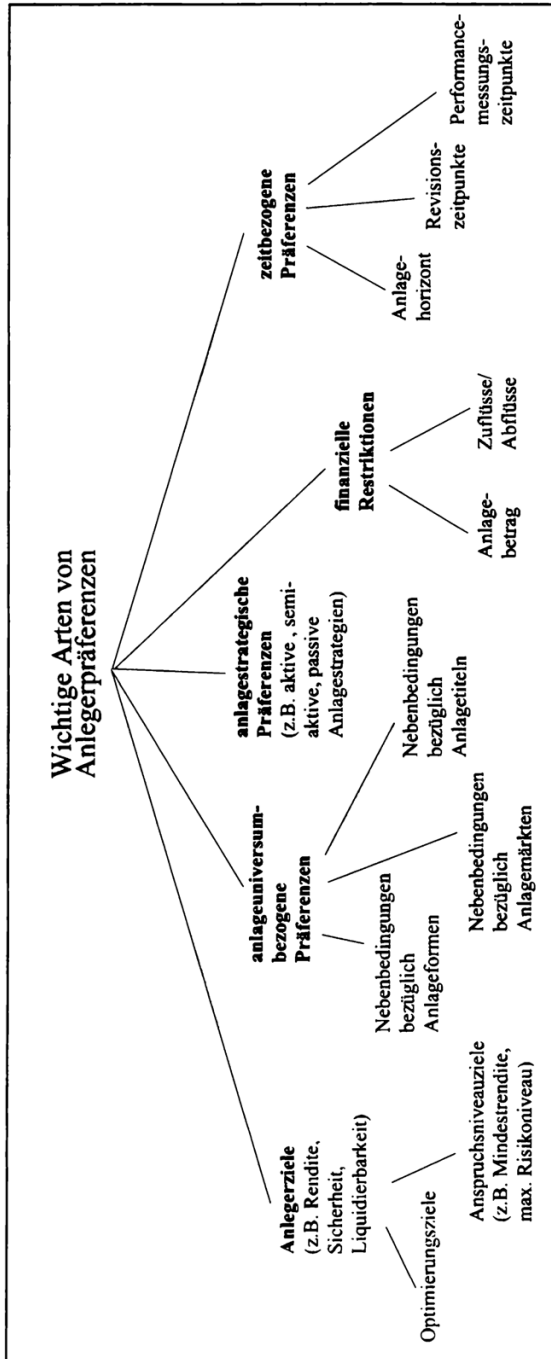 Wichtige Arten von
Anlegerpräferenzen
Anlegerziele
(z.B. Rendite,
Sicherheit,
Liquidierbarkeit)
Optimierungsziele
Anspruchsniveauziele
(z.B. Mindestrendite,
max. Risikoniveau)
anlageuniversum-
bezogene
Präferenzen
Nebenbedingungen
bezüglich
Anlageformen
Nebenbedingungen
bezüglich
Anlagemärkten
Nebenbedingungen
bezüglich
Anlagetiteln
anlagestrategische
Präferenzen
(z.B. aktive , semi-
aktive, passive
Anlagestrategien)
finanzielle
Restriktionen
Anlage-
betrag
Zuflüsse/
Abflüsse
zeitbezogene
Präferenzen
Anlage-
horizont
Revisions-
zeitpunkte
Performance-
messungs-
zeitpunkte